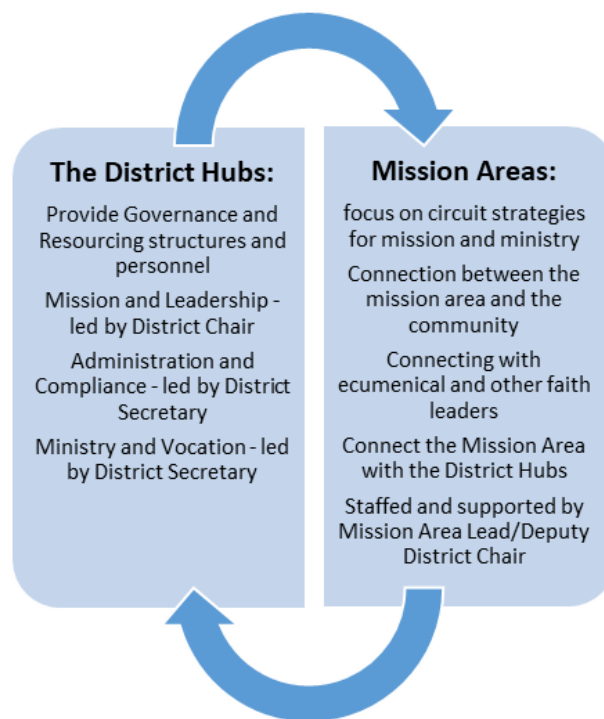 The District Hubs:
Provide Governance and
Resourcing structures and
personnel
Mission and Leadership -
led by District Chair
Administration and
Compliance - led by District
Secretary
Ministry and Vocation - led
by District Secretary
Mission Areas:
focus on circuit strategies
for mission and ministry
Connection between the
mission area and the
community
Connecting with
ecumenical and other faith
leaders
Connect the Mission Area
with the District Hubs
Staffed and supported by
Mission Area Lead/Deputy
District Chair